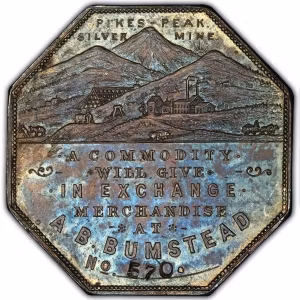 PIKES-PEAK.
SILVER MINE.
·A COMMODITY·
·WILL GIVE·
·IN EXCHANGE·
MERCHANDISE
·AT·
A.B. BUMSTEAD
NO. 570.